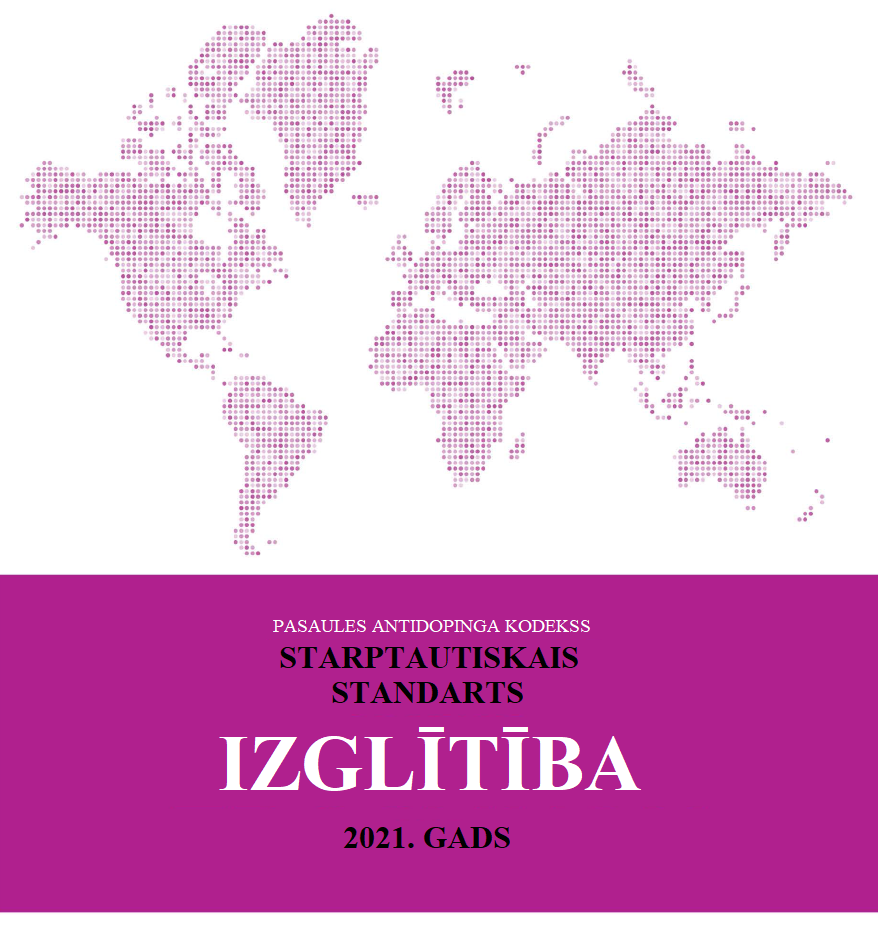 PASAULES ANTIDOPINGA KODEKSS
STARPTAUTISKAIS
STANDARTS
IZGLĪTĪBA
2021. GADS